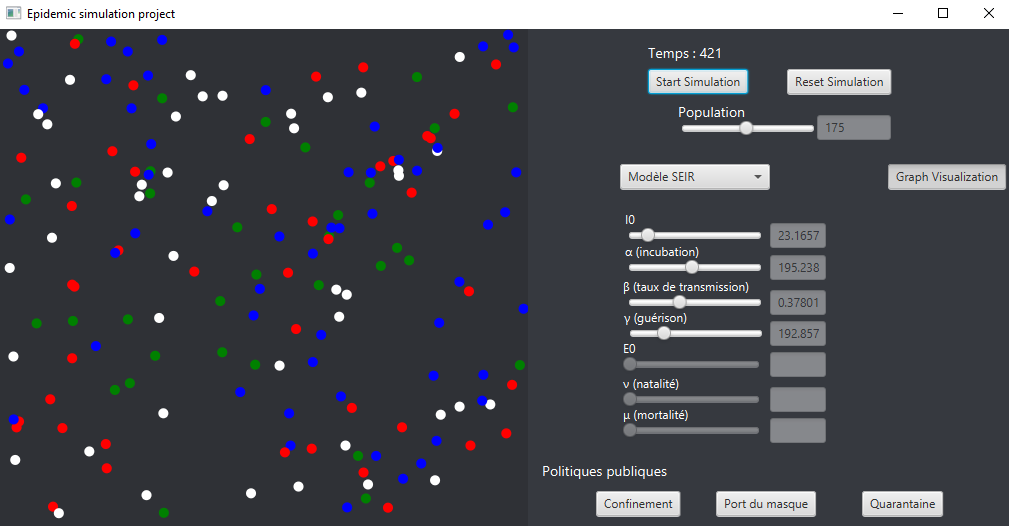 Epidemic simulation project
Temps : 421
Start Simulation
Reset Simulation
Population
175
Modèle SEIR
Graph Visualization
I0
23.1657
α (incubation)
195.238
β (taux de transmission)
0.37801
γ (guérison)
192.857
E0
ν (natalité)
μ (mortalité)
Politiques publiques
Confinement
Port du masque
Quarantaine